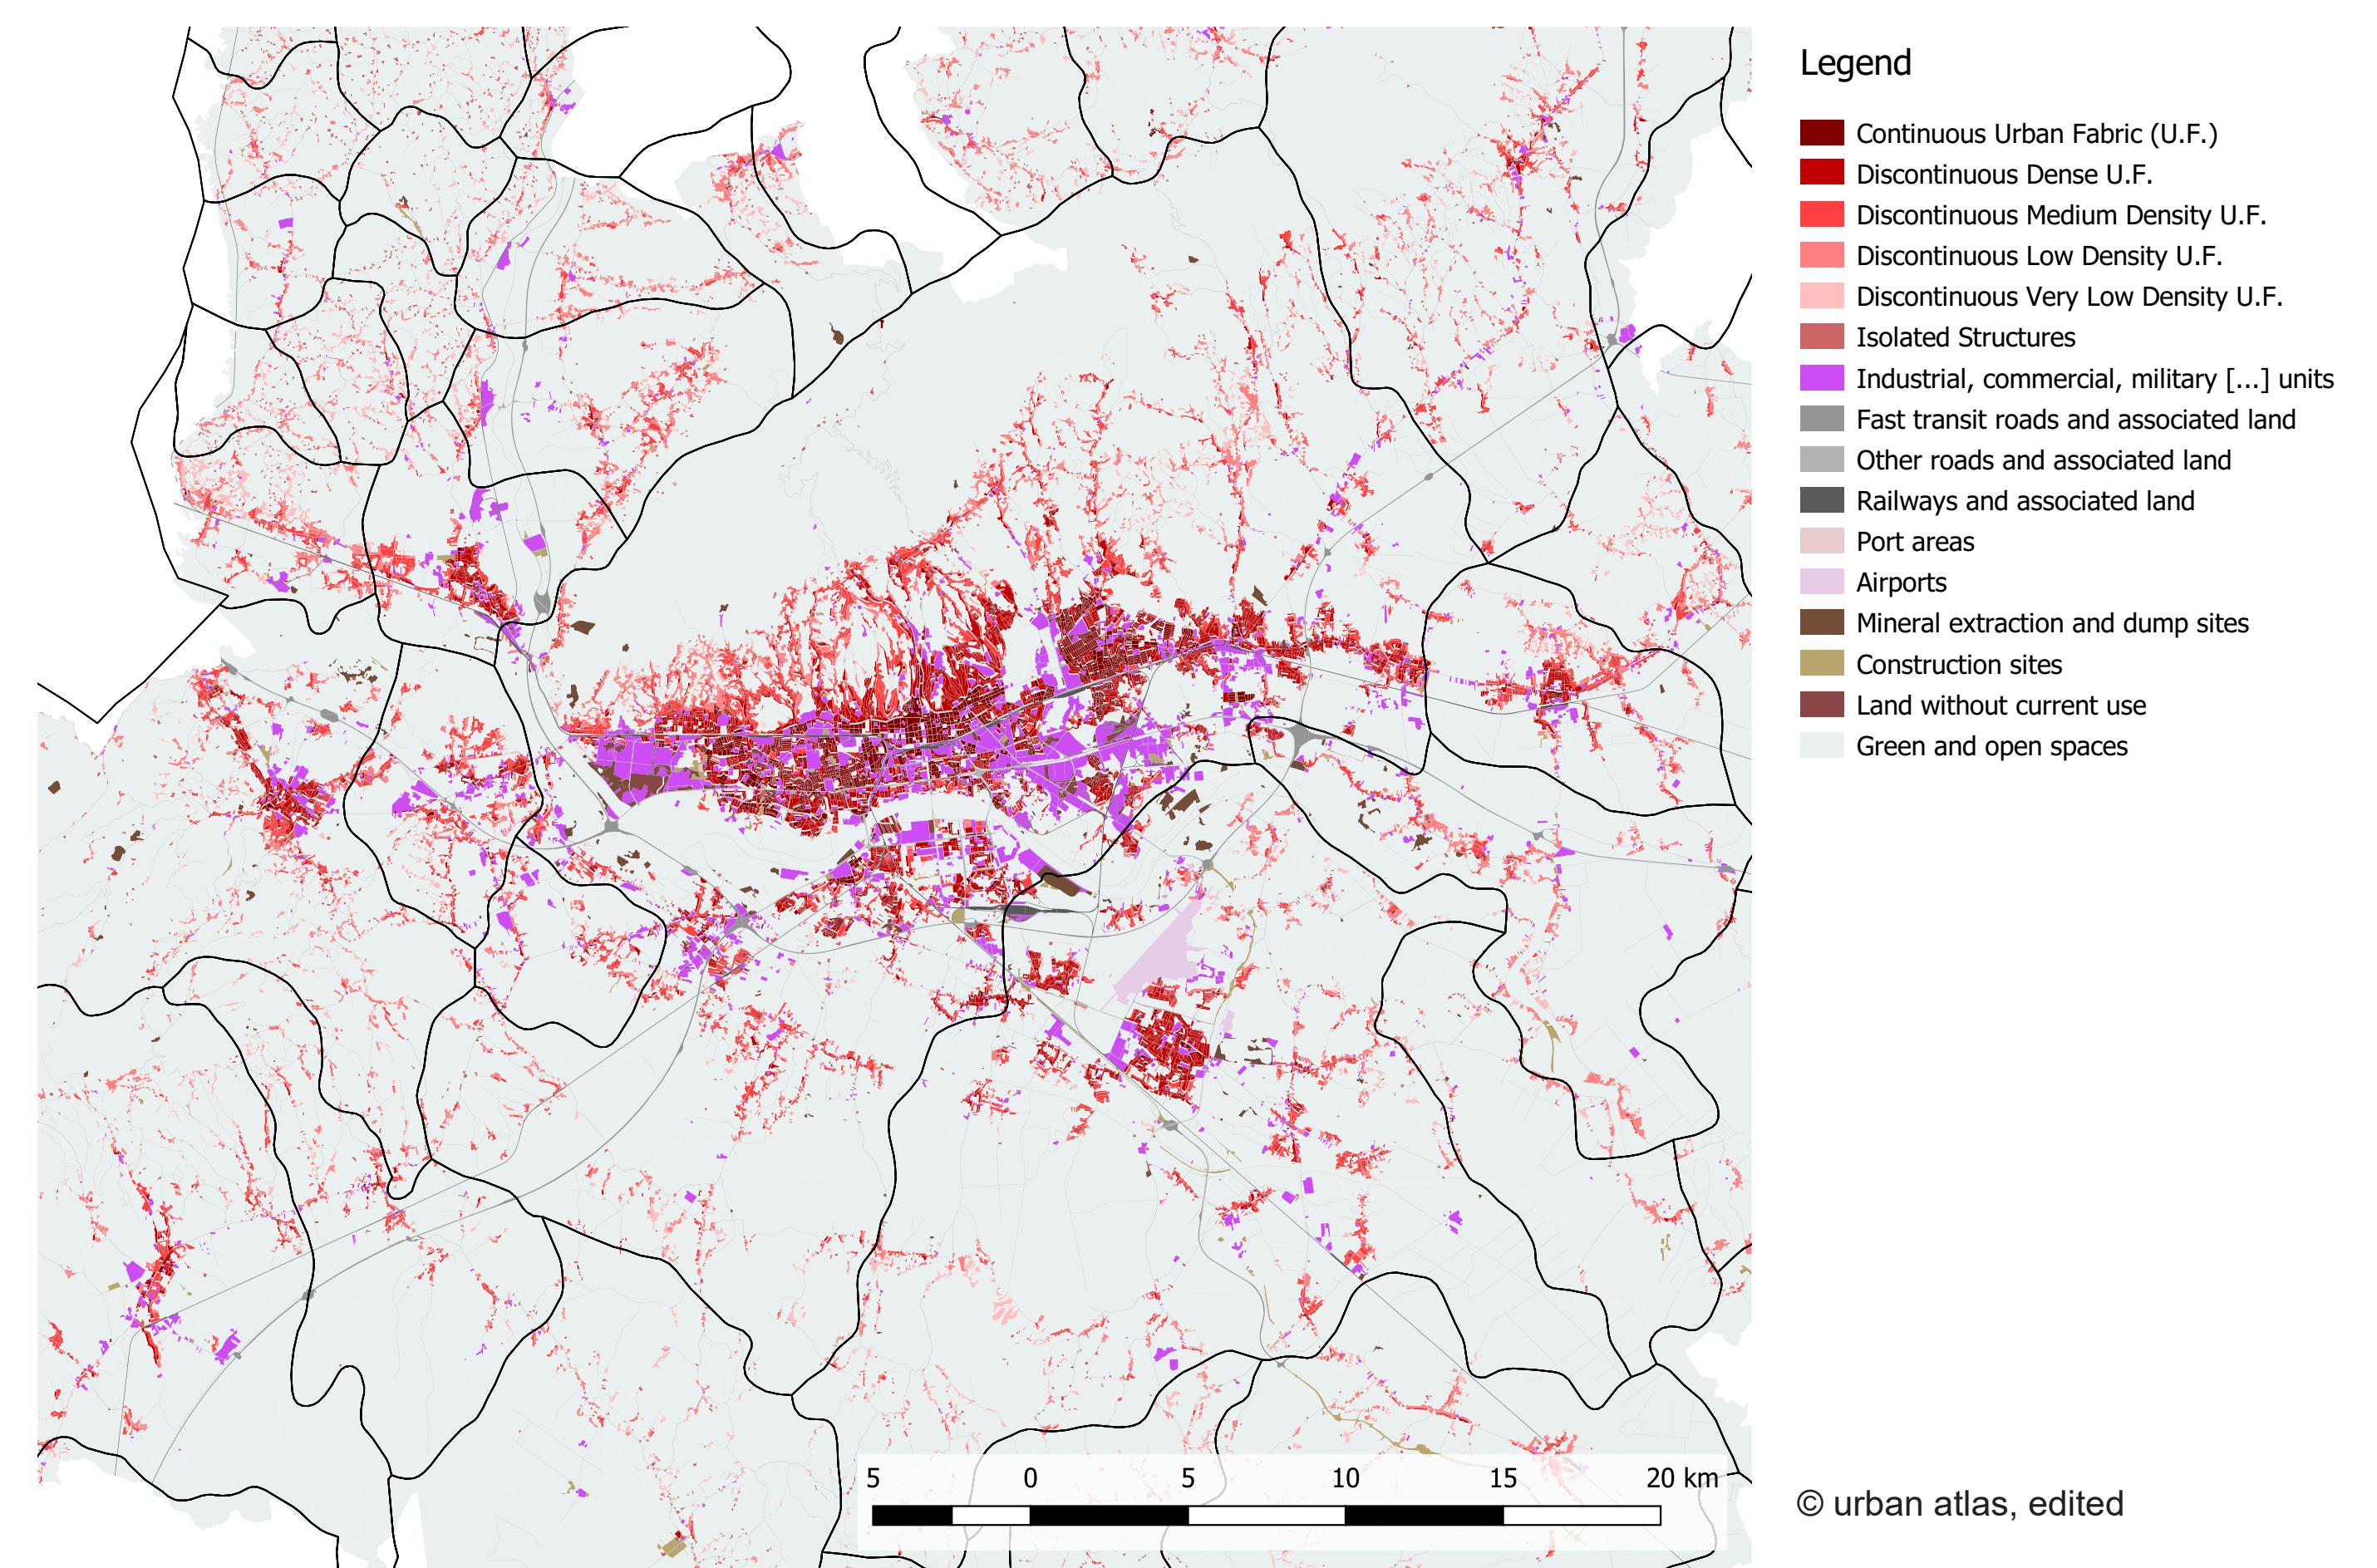 Legend
Continuous Urban Fabric (U.F.)
Discontinuous Dense U.F.
Discontinuous Medium Density U.F.
Discontinuous Low Density U.F.
Discontinuous Very Low Density U.F.
Isolated Structures
Industrial, commercial, military [...] units
Fast transit roads and associated land
Other roads and associated land
Railways and associated land
Port areas
Airports
Mineral extraction and dump sites
Construction sites
Land without current use
Green and open spaces
5 0 5 10 15 20 km
© urban atlas, edited